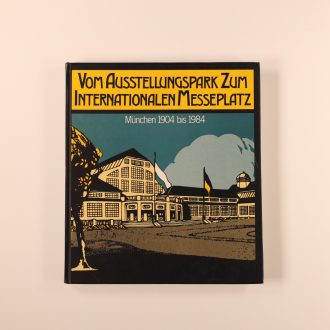 VOM AUSSTELLUNGSPARK ZUM
INTERNATIONALEN MESSEPLATZ
München 1904 bis 1984